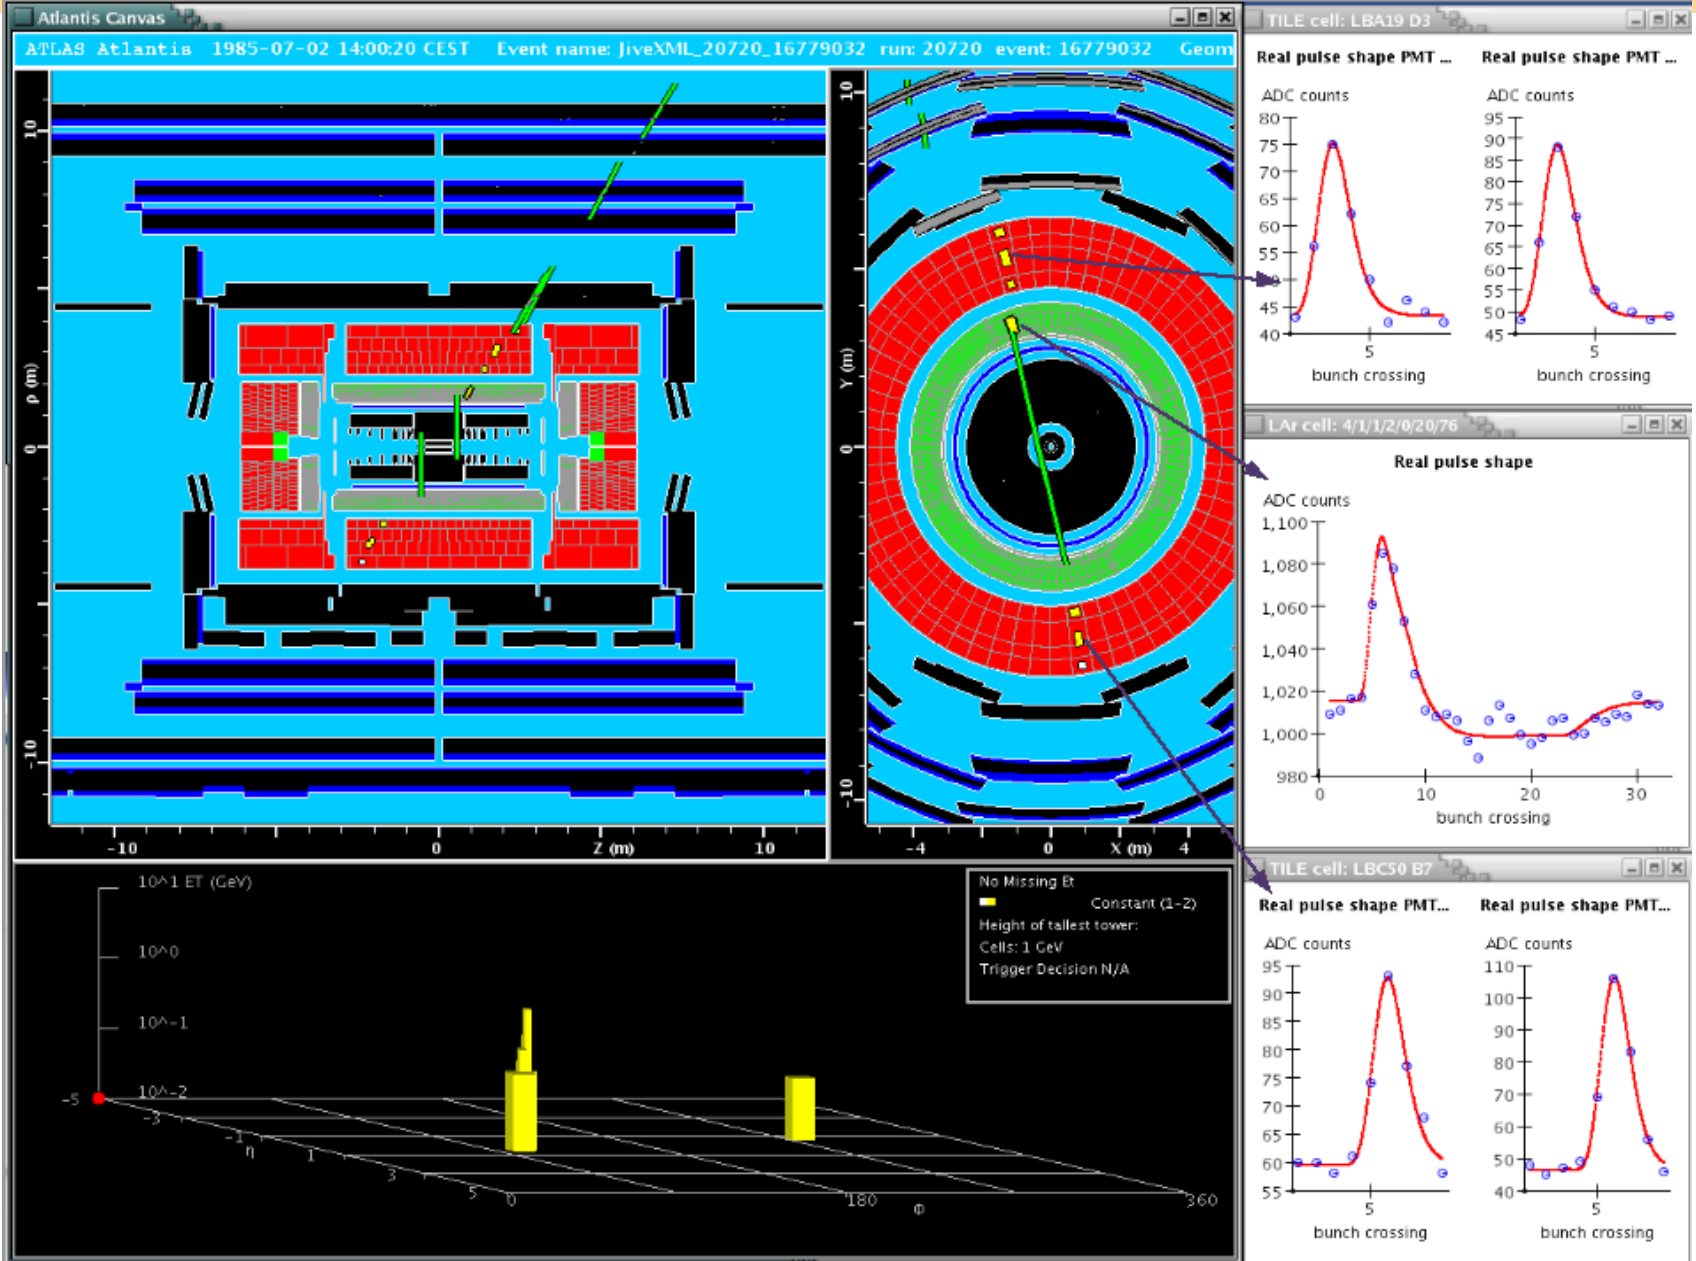 Atlantis Canvas
ATLAS Atlantis 1985-07-02 14:00:20 CEST Event name: JiveXML_20720_16779032 run: 20720 event: 16779032 Geom
10
0
-10
ρ (m)
-10 0 Z (m) 10
10
0
-10
Y (m)
-4 0 X (m) 4
10^1 ET (GeV)
10^0
10^-1
10^-2
-5
-3
-1
η
1
3
5
0
180
Φ
360
No Missing Et
Constant (1-2)
Height of tallest tower:
Cells: 1 GeV
Trigger Decision N/A
TILE cell: LBA19 D3
Real pulse shape PMT ... Real pulse shape PMT ...
ADC counts ADC counts
80 95
75 90
70 85
65 80
60 75
55 70
50 65
45 60
40 55
50
45
5 5
bunch crossing bunch crossing
LAr cell: 4/1/1/2/0/20/76
Real pulse shape
ADC counts
1,100
1,080
1,060
1,040
1,020
1,000
980
0 10 20 30
bunch crossing
TILE cell: LBC50 B7
Real pulse shape PMT... Real pulse shape PMT...
ADC counts ADC counts
95 110
90 100
85 90
80 80
75 70
70 60
65 50
60 40
55
5 5
bunch crossing bunch crossing